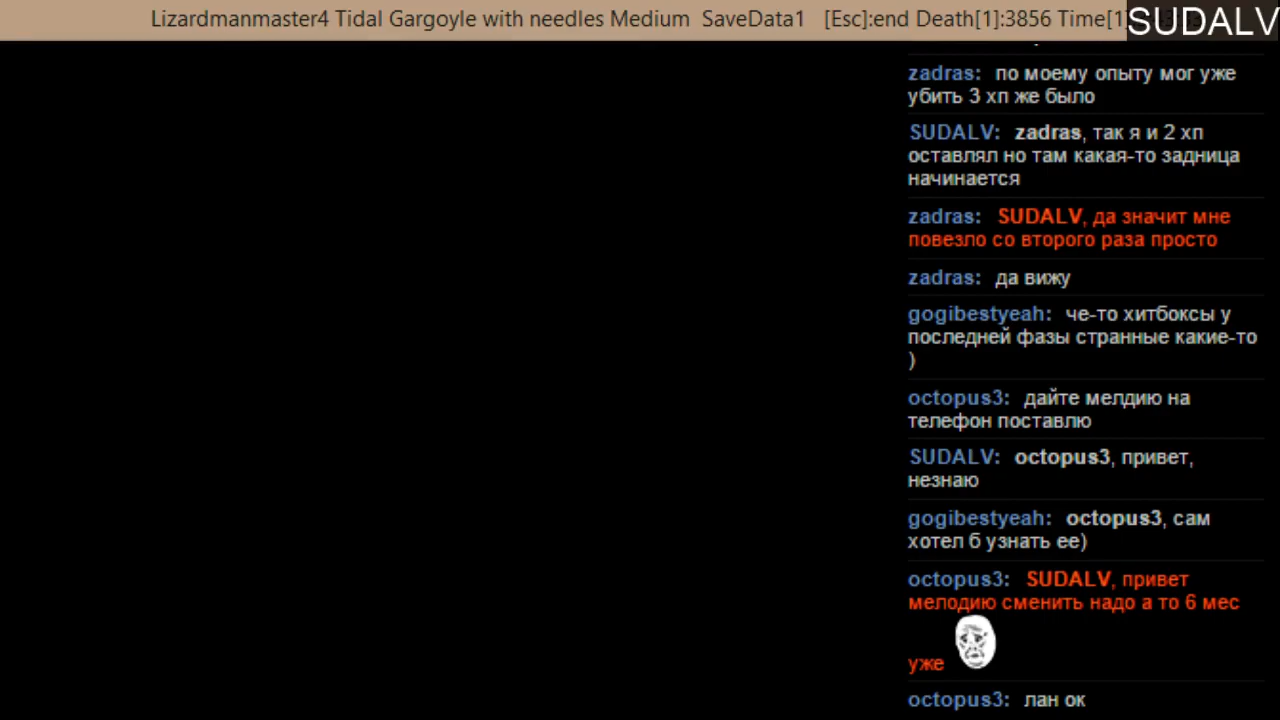 Lizardmanmaster4 Tidal Gargoyle with needles Medium SaveData1 [Esc]:end Death[1]:3856 Time[1]
SUDALV
zadras: по моему опыту мог уже
убить 3 хп же было
SUDALV: zadras, так я и 2 хп
оставлял но там какая-то задница
начинается
zadras: SUDALV, да значит мне
повезло со второго раза просто
zadras: да вижу
gogibestyeah: че-то хитбоксы у
последней фазы странные какие-то
)
octopus3: дайте мелдию на
телефон поставлю
SUDALV: octopus3, привет,
незнаю
gogibestyeah: octopus3, сам
хотел б узнать ее)
octopus3: SUDALV, привет
мелодию сменить надо а то 6 мес
уже
octopus3: лан ок